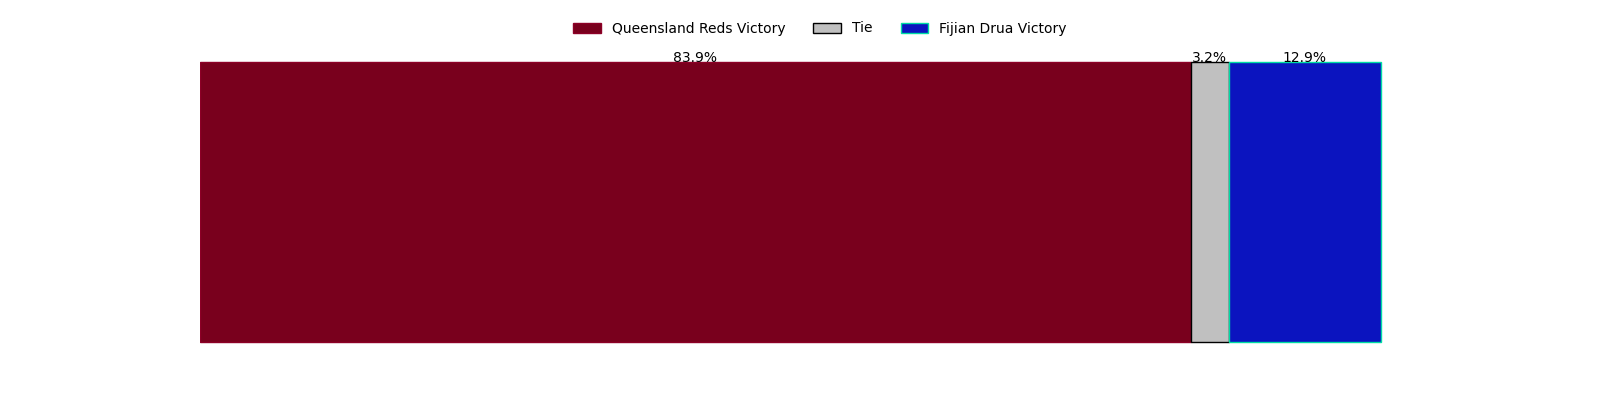 Queensland Reds Victory Tie Fijian Drua Victory
83.9% 3.2% 12.9%